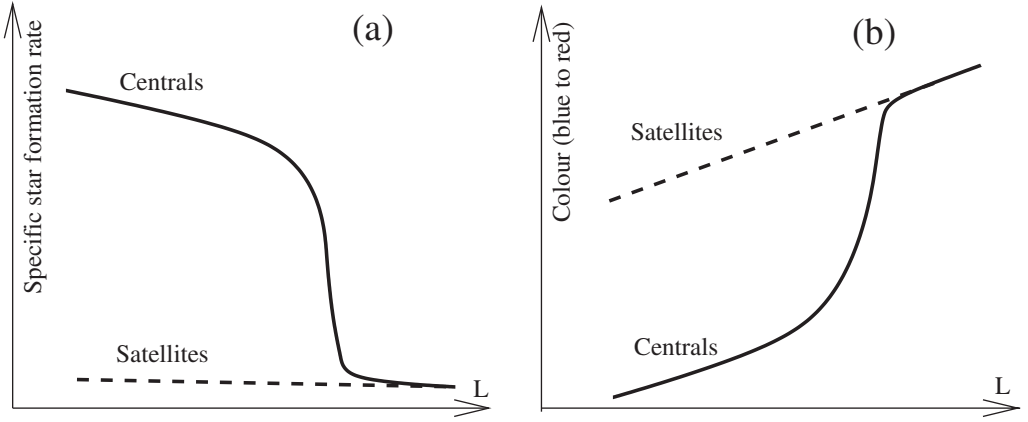 (a)
Specific star formation rate
Centrals
Satellites
L
(b)
Colour (blue to red)
Satellites
Centrals
L